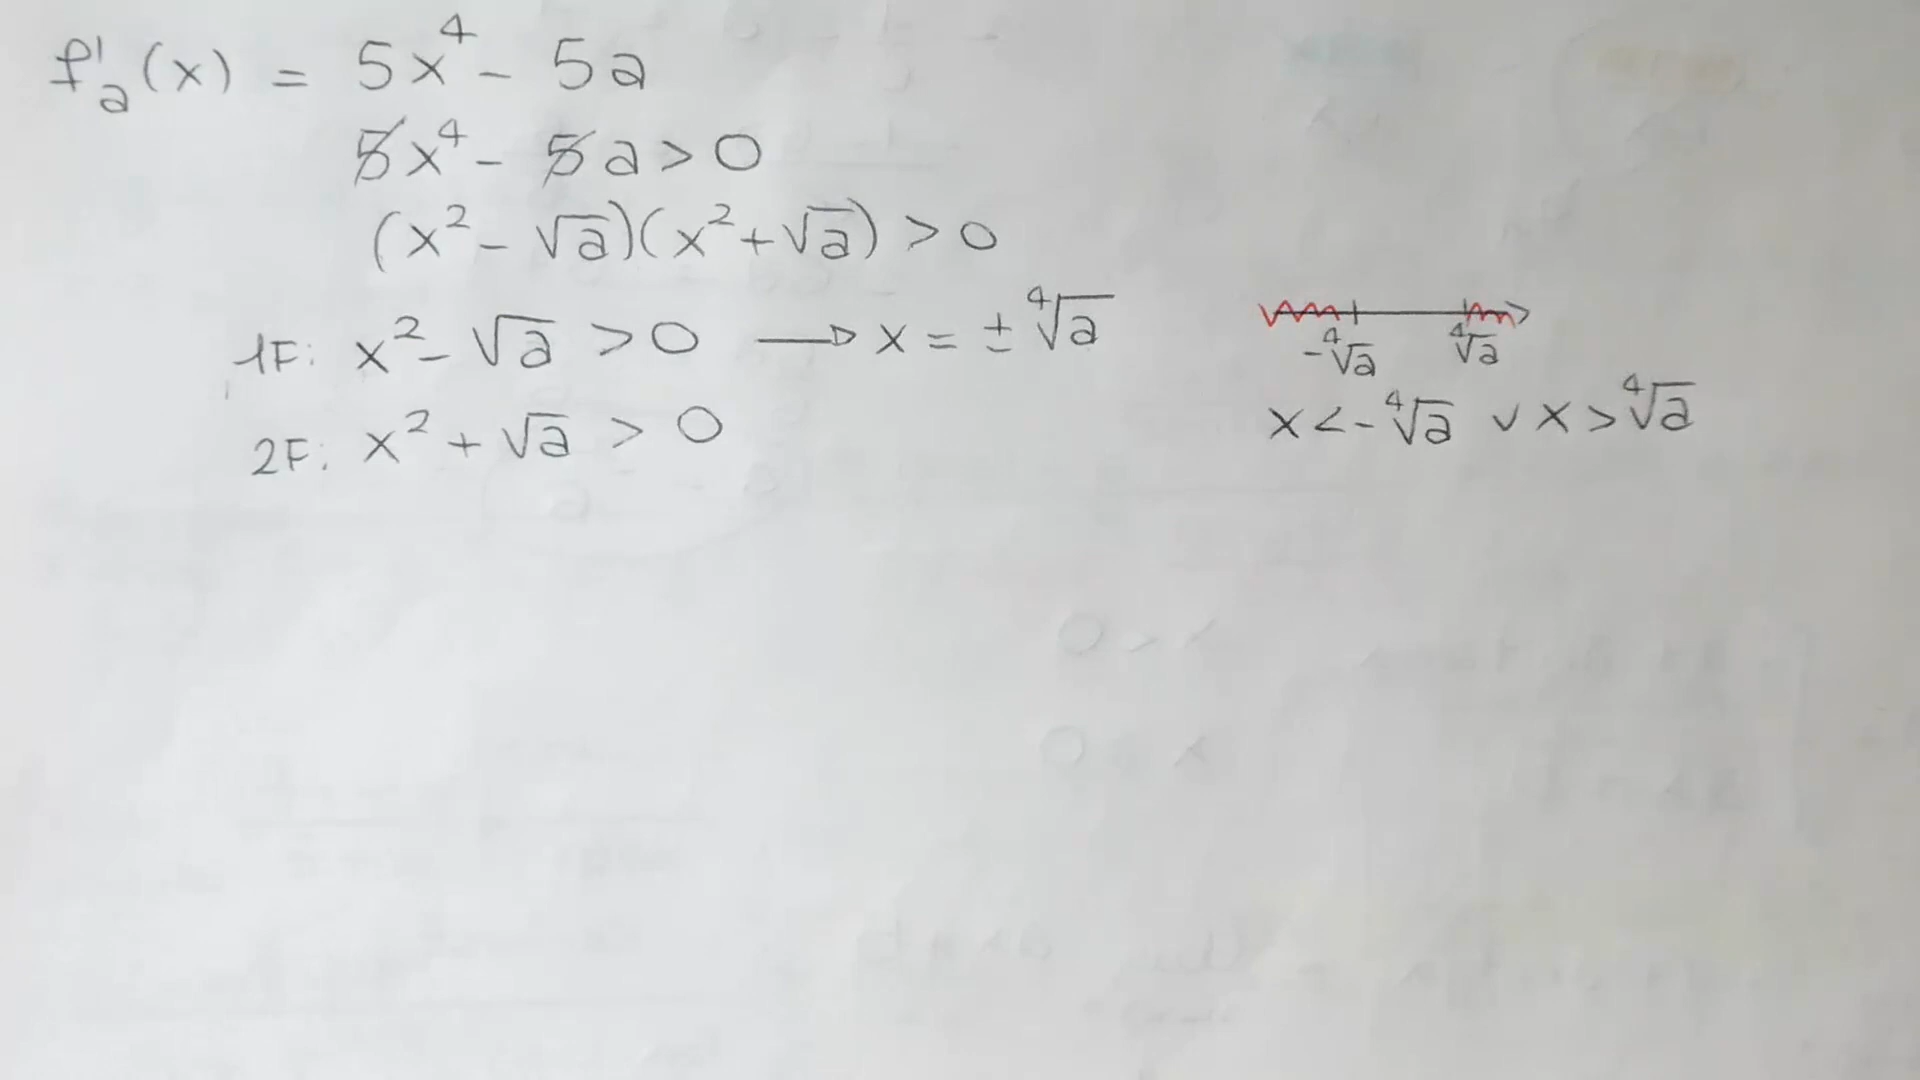 f'ₐ(x) = 5x⁴ - 5a
5x⁴ - 5a > 0
(x² - √a)(x² + √a) > 0
1F: x² - √a > 0 → x = ± ⁴√a
-⁴√a ⁴√a
x < -⁴√a ∨ x > ⁴√a
2F: x² + √a > 0